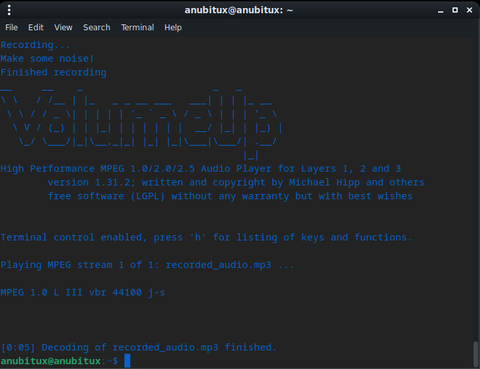 anubitux@anubitux: ~
File Edit View Search Terminal Help
Recording...
Make some noise!
Finished recording
Volume Up
High Performance MPEG 1.0/2.0/2.5 Audio Player for Layers 1, 2 and 3
version 1.31.2; written and copyright by Michael Hipp and others
free software (LGPL) without any warranty but with best wishes
Terminal control enabled, press 'h' for listing of keys and functions.
Playing MPEG stream 1 of 1: recorded_audio.mp3 ...
MPEG 1.0 L III vbr 44100 j-s
[0:05] Decoding of recorded_audio.mp3 finished.
anubitux@anubitux:~$